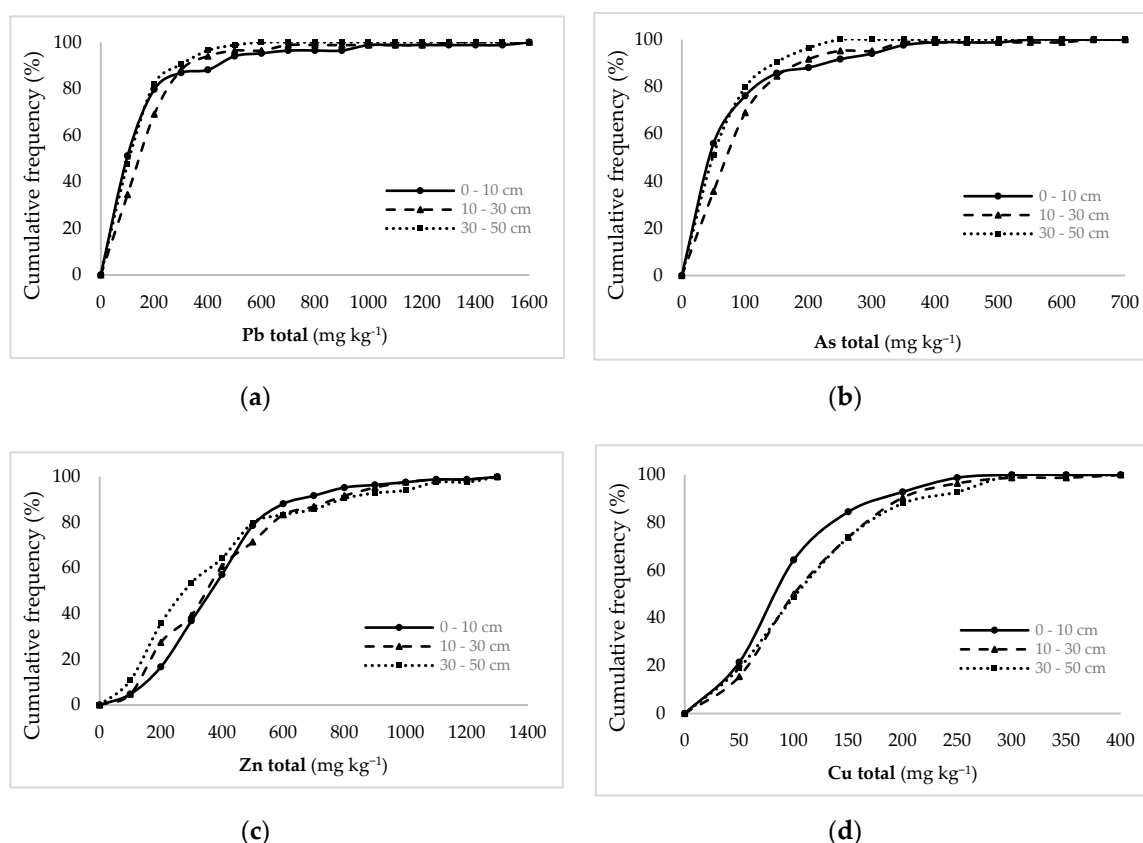 Cumulative frequency (%)
100
80
60
40
20
0
0 - 10 cm
10 - 30 cm
30 - 50 cm
0 200 400 600 800 1000 1200 1400 1600
Pb total (mg kg⁻¹)
(a)
Cumulative frequency (%)
100
80
60
40
20
0
0 - 10 cm
10 - 30 cm
30 - 50 cm
0 100 200 300 400 500 600 700
As total (mg kg⁻¹)
(b)
Cumulative frequency (%)
100
80
60
40
20
0
0 - 10 cm
10 - 30 cm
30 - 50 cm
0 200 400 600 800 1000 1200 1400
Zn total (mg kg⁻¹)
(c)
Cumulative frequency (%)
100
80
60
40
20
0
0 - 10 cm
10 - 30 cm
30 - 50 cm
0 50 100 150 200 250 300 350 400
Cu total (mg kg⁻¹)
(d)